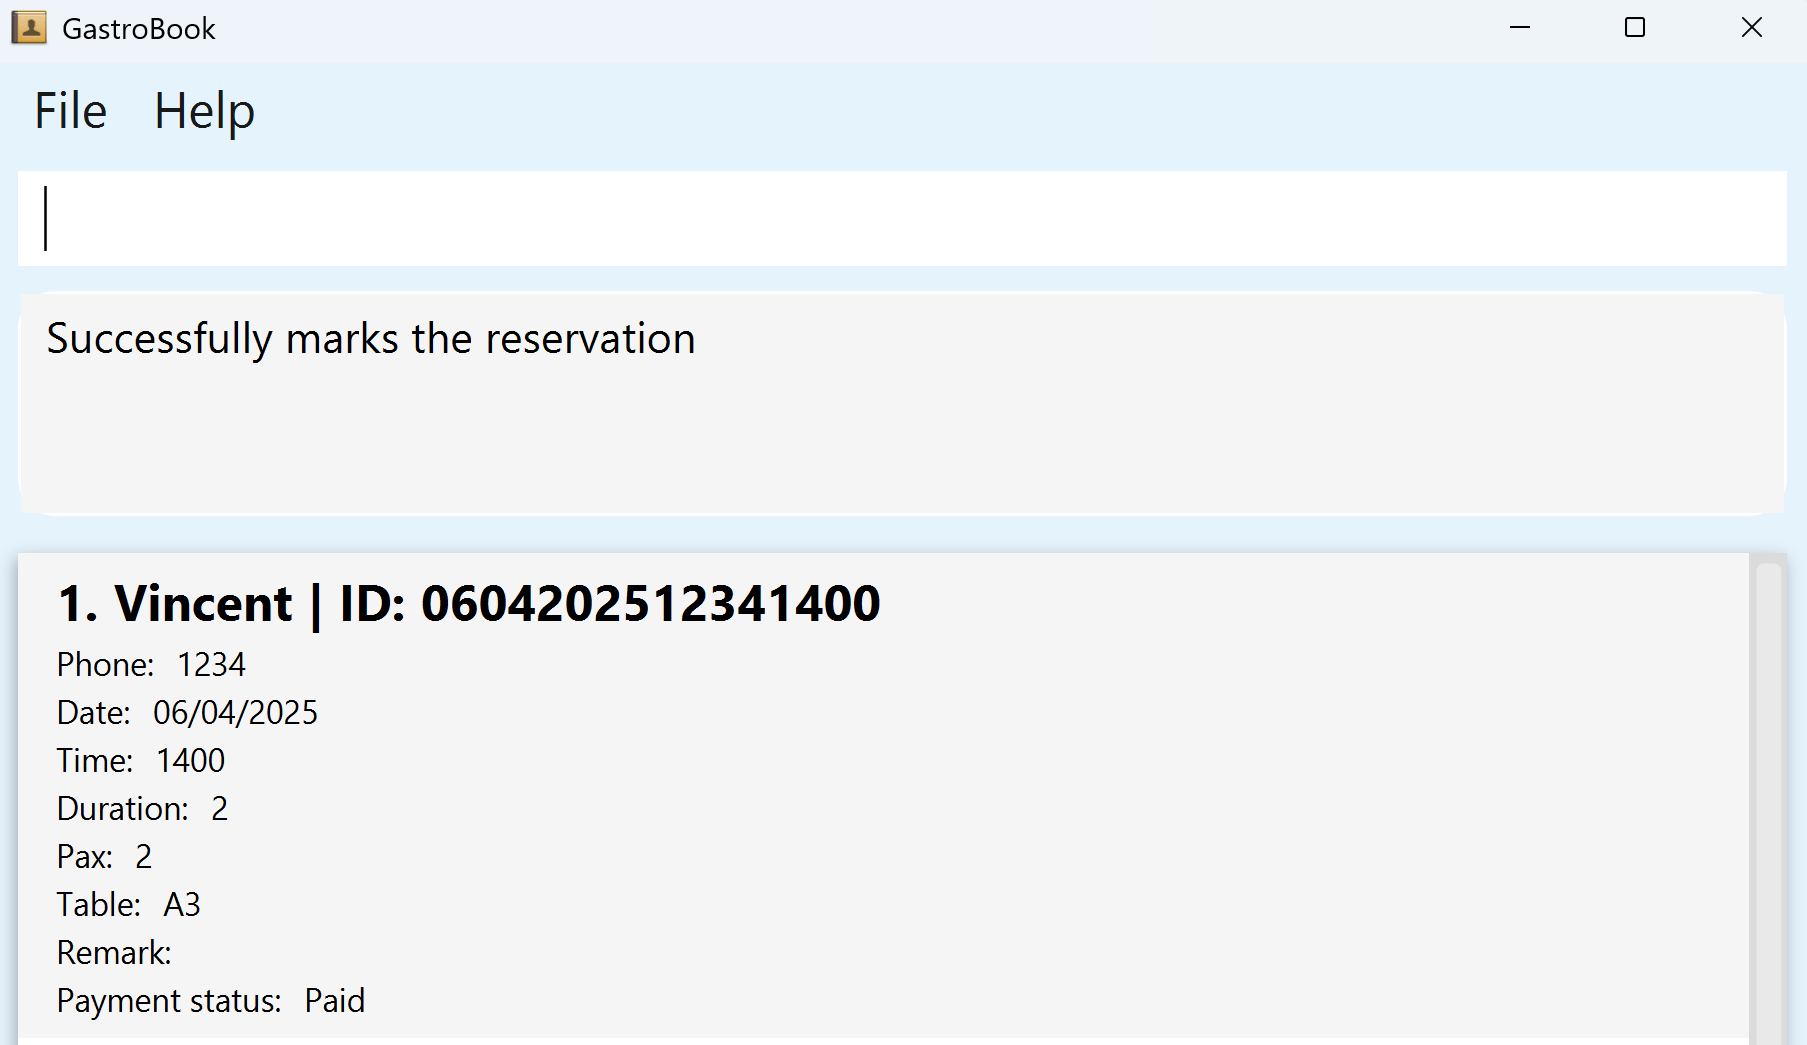 GastroBook
File Help
Successfully marks the reservation
1. Vincent | ID: 0604202512341400
Phone: 1234
Date: 06/04/2025
Time: 1400
Duration: 2
Pax: 2
Table: A3
Remark:
Payment status: Paid